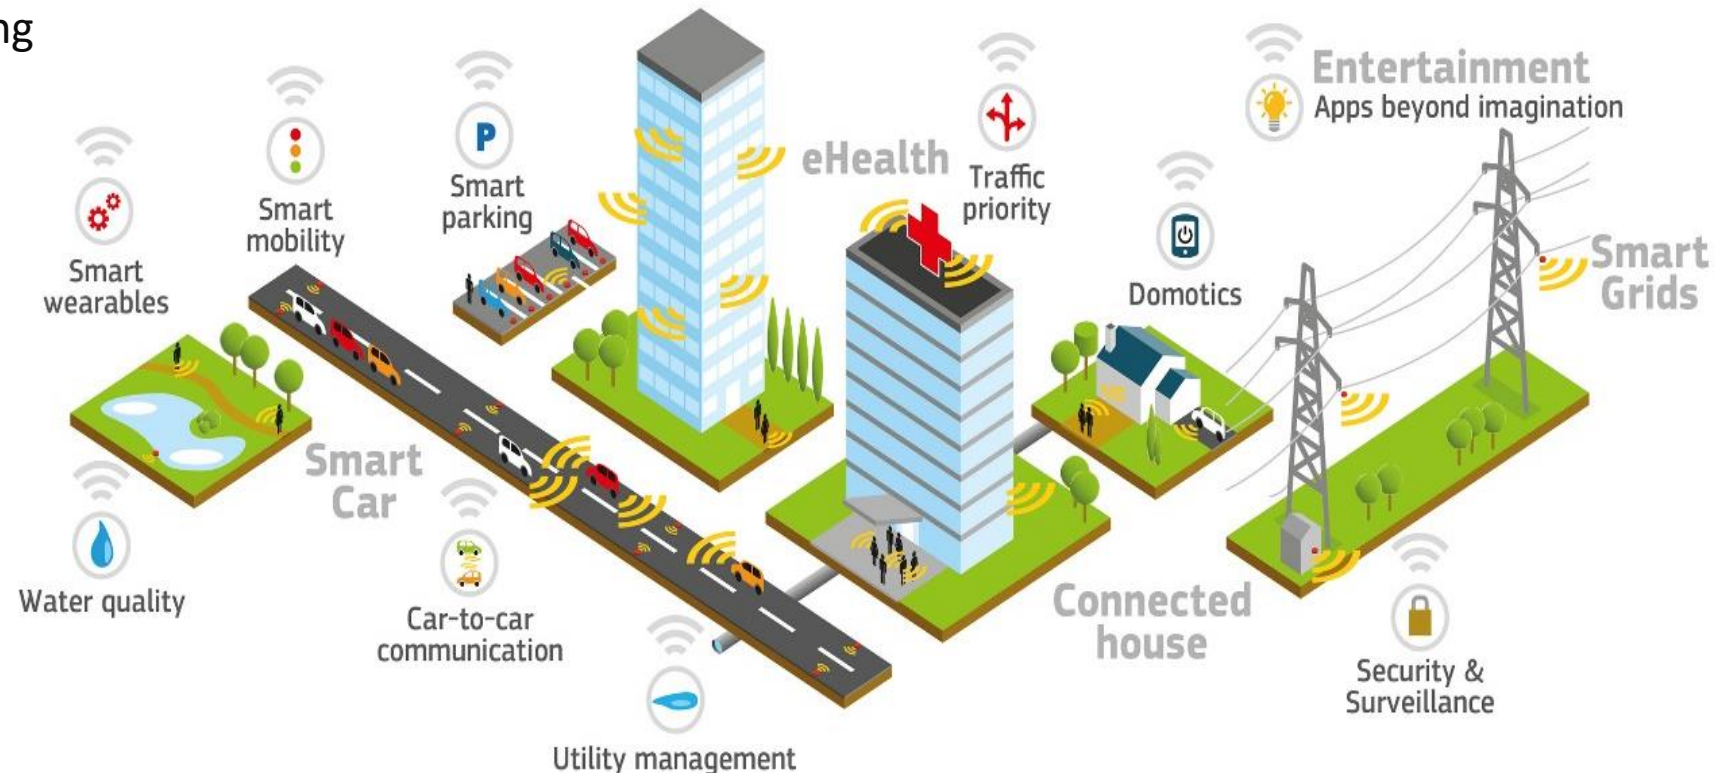 ng
Entertainment
Apps beyond imagination
eHealth
Traffic
priority
Smart
parking
Smart
mobility
Smart
wearables
Domotics
Smart
Grids
Smart
Car
Water quality
Car-to-car
communication
Connected
house
Security &
Surveillance
Utility management
P